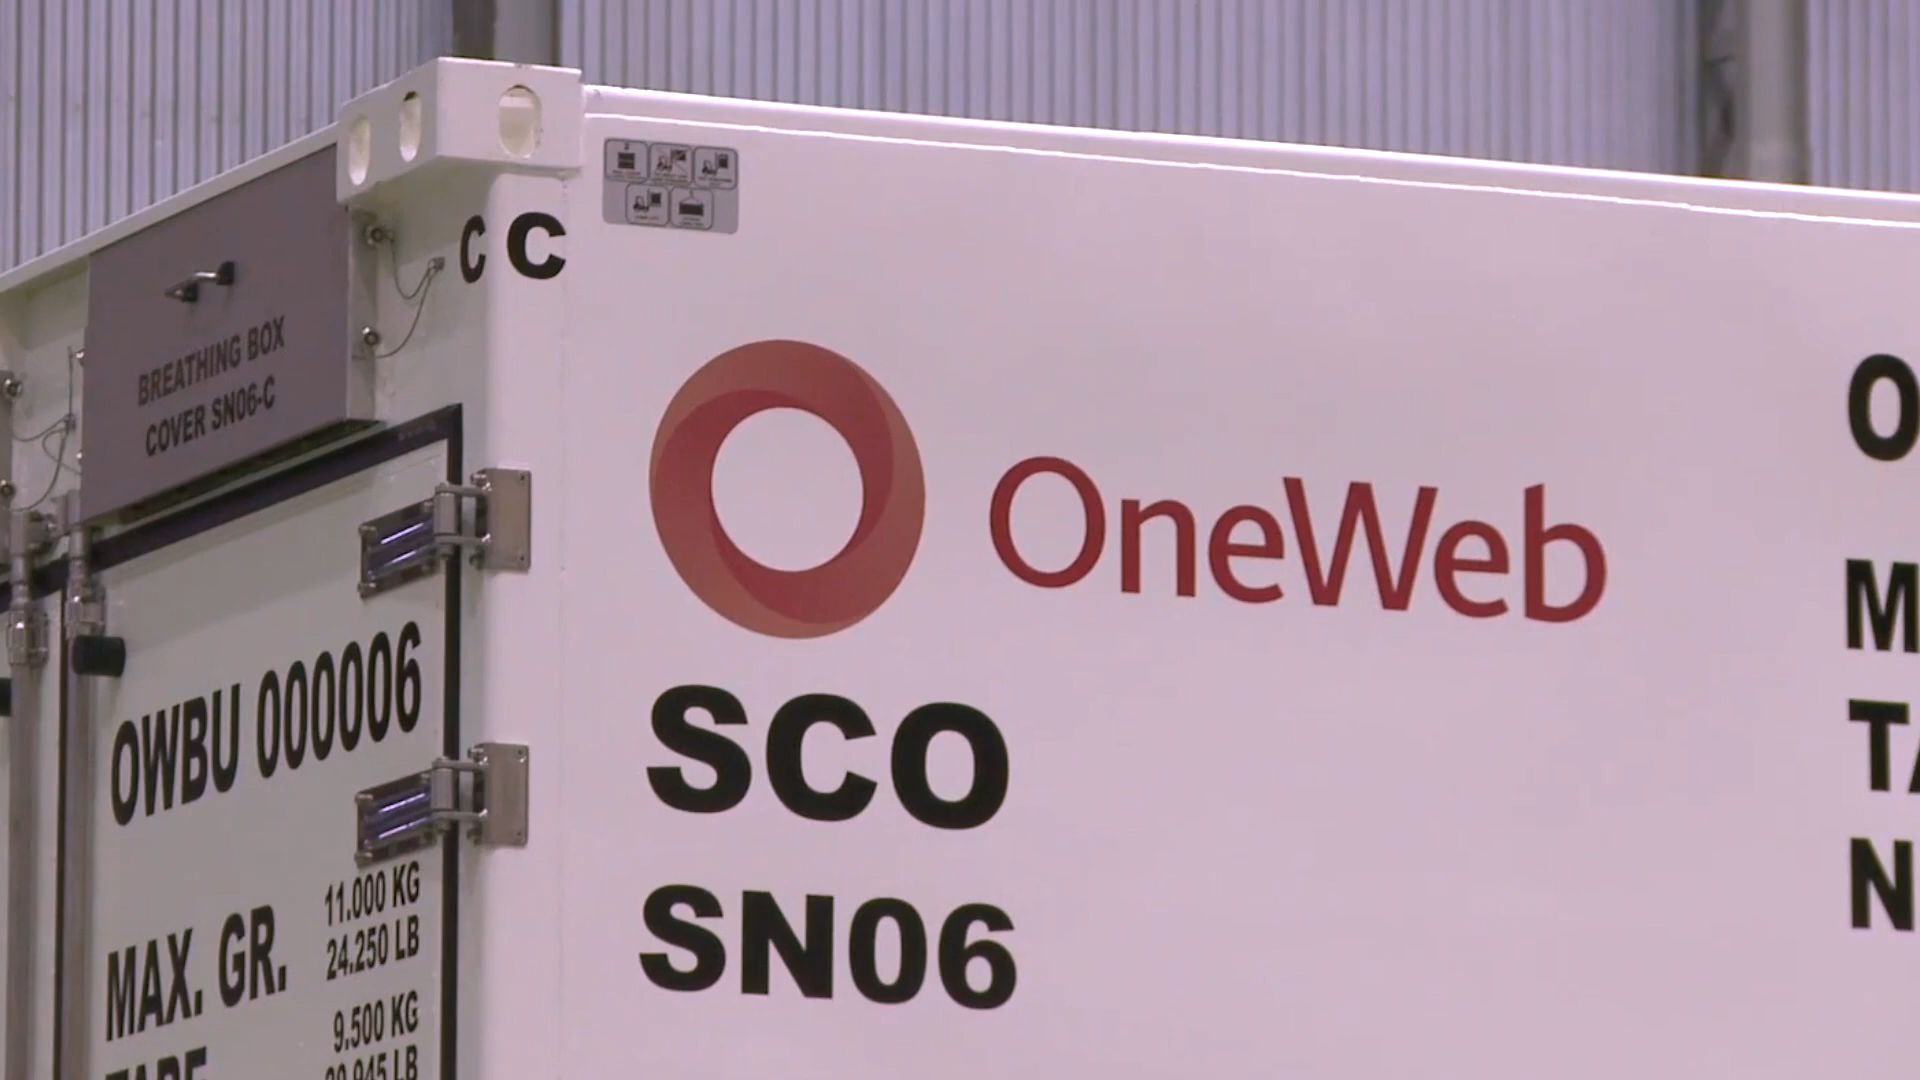 C C
BREATHING BOX
COVER SN06-C
OWBU 000006
MAX. GR.
11.000 KG
24.250 LB
9.500 KG
OneWeb
SCO
SN06
O
M
TA
N